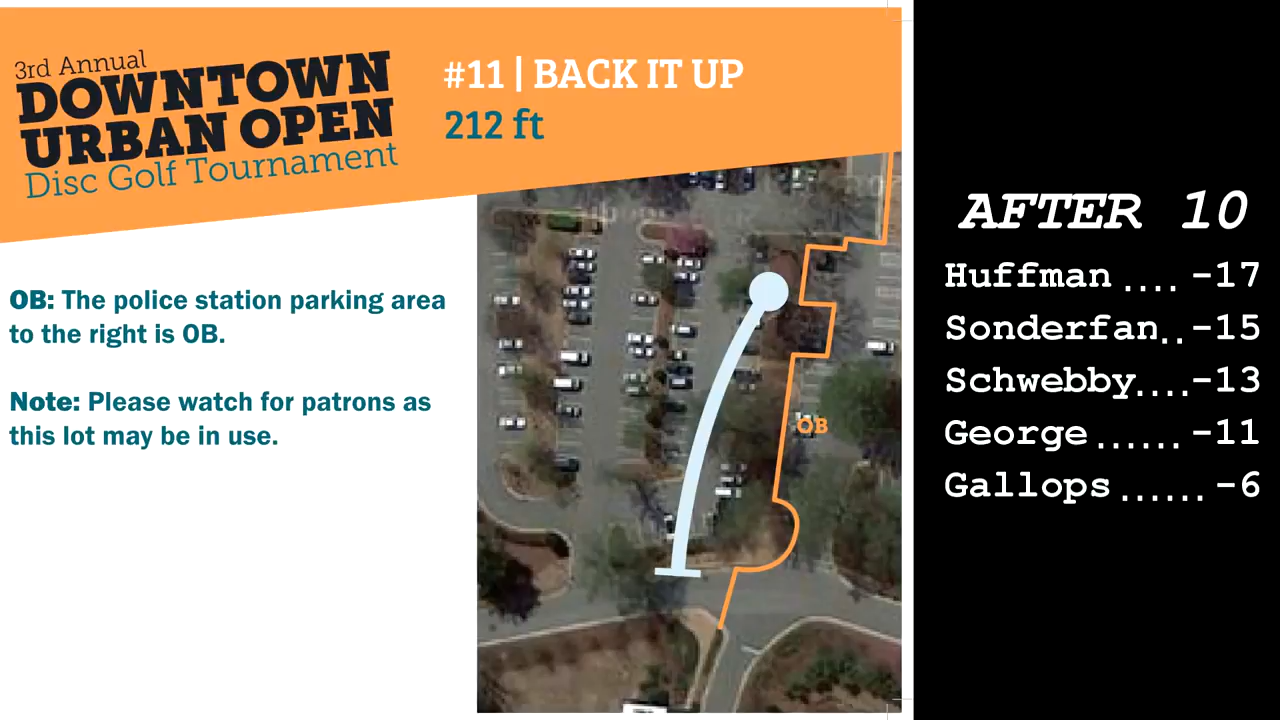 3rd Annual
DOWNTOWN
URBAN OPEN
Disc Golf Tournament
#11 | BACK IT UP
212 ft
OB: The police station parking area
to the right is OB.
Note: Please watch for patrons as
this lot may be in use.
OB
AFTER 10
Huffman .... -17
Sonderfan.. -15
Schwebby.... -13
George ...... -11
Gallops ...... -6